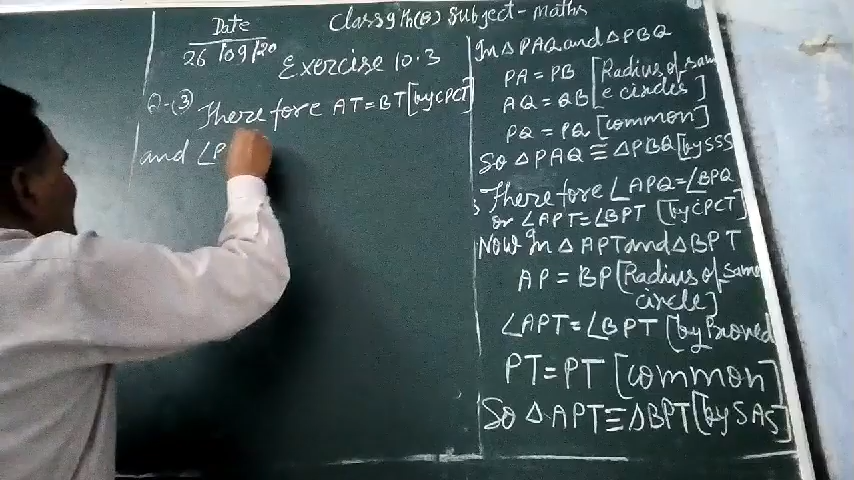 Class 9th(B) Subject - maths
Date
26/09/20
Exercise 10.3
Q-(3) Therefore AT = BT [by CPCT]
and ∠P
In △PAQ and △PBQ
PA = PB [Radius of sam
AQ = QB e circles]
PQ = PQ [common]
So △PAQ ≡ △PBQ [by SSS
Therefore ∠APQ = ∠BPQ
or ∠APT = ∠BPT [by CPCT]
Now In △APT and △BPT
AP = BP [Radius of same
circle]
∠APT = ∠BPT [by Proved
PT = PT [common]
So △APT ≡ △BPT [by SAS]